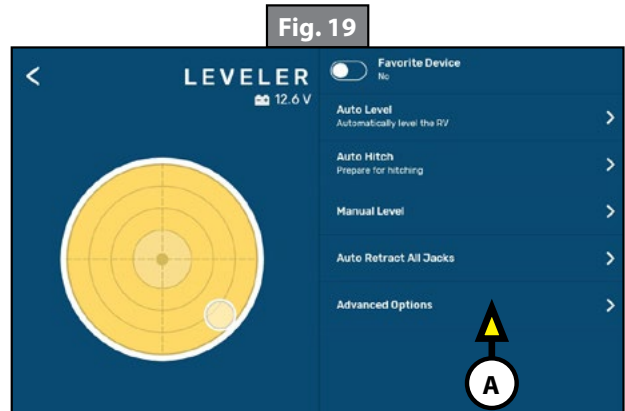 Fig. 19
LEVELER
12.6 V
Favorite Device
No
Auto Level
Automatically level the RV
Auto Hitch
Prepare for hitching
Manual Level
Auto Retract All Jacks
Advanced Options
A